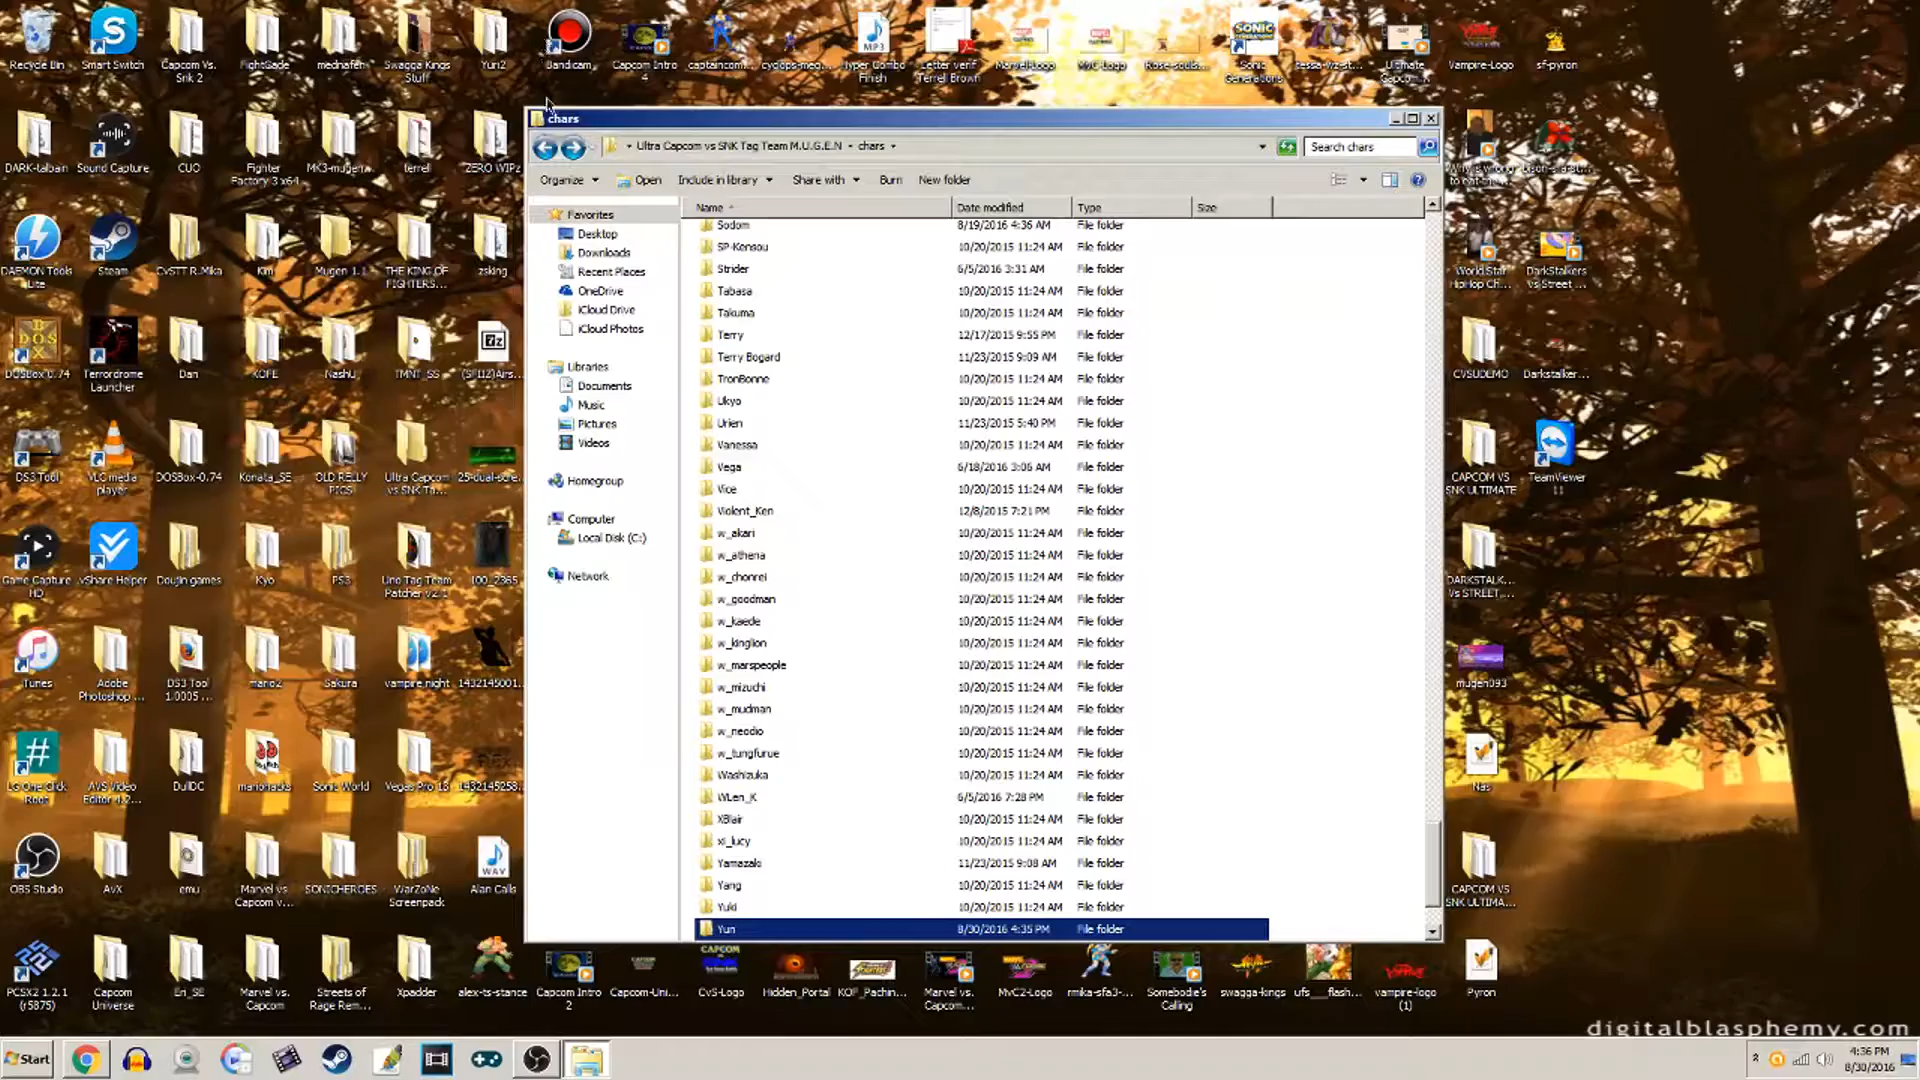 Recycle Bin
Smart Switch
Capcom Vs. Snk 2
FightGade
mednafen
Swagga Kings Stuff
Yuri2
Bandicam
Capcom Intro 4
captaincom...
cyclops-meg...
Hyper Combo Finish
Letter verif Terrell Brown
Marvel-Logo
MvC-Logo
Rose-souls...
Sonic Generations
tessa-wz-st...
Ultimate Capcom...
Vampire-Logo
sf-pyron
DARK-talbain
Sound Capture
CUO
Fighter Factory 3 x64
MK3-mugen...
terrel
ZERO WIPz
DAEMON Tools Lite
Steam
CvSTT R.Mika
Kim
Mugen 1.1
THE KING OF FIGHTERS...
zsking
World Star HipHop Ch...
DarkStalkers vs Street ...
DOSBox 0.74
Terrordrome Launcher
Dan
KOFE
NashU
TMNT_SS
(SFIIZ)Airs...
CVSUDEMO
Darkstalker...
DS3 Tool
VLC media player
DOSBox-0.74
Konata_SE
OLD RELLY PICS
Ultra Capcom vs SNK Ta...
25-dual-scre...
CAPCOM VS SNK ULTIMATE
TeamViewer 11
Game Capture HD
vShare Helper
Doujin games
Kyo
PS3
Uno Tag Team Patcher v2.1
100_2365
DARKSTALK... Vs STREET...
iTunes
Adobe Photoshop ...
DS3 Tool 1.0005 ...
mario2
Sakura
vampire_night
1432145001...
mugen093
LG One Click Root
AVS Video Editor 4.2...
DullDC
mariohacks
Sonic World
Vegas Pro 13
1432145258...
Nas
OBS Studio
AvX
emu
Marvel vs Capcom v...
SONICHEROES
WarZoNe Screenpack
Alan Calls
CAPCOM VS SNK ULTIMA...
PCSX2 1.2.1 (r5875)
Capcom Universe
Eri_SE
Marvel vs. Capcom
Streets of Rage Rem...
Xpadder
alex-ts-stance
Capcom Intro 2
Capcom-Uni...
CvS-Logo
Hidden_Portal
KOF_Pachin...
Marvel vs. Capcom...
MvC2-Logo
rmika-sfa3-...
Somebodie's Calling
swagga-kings
ufs___flash...
vampire-logo (1)
Pyron
chars
Ultra Capcom vs SNK Tag Team M.U.G.E.N chars
Search chars
Organize Open Include in library Share with Burn New folder
Favorites
Desktop
Downloads
Recent Places
OneDrive
iCloud Drive
iCloud Photos
Libraries
Documents
Music
Pictures
Videos
Homegroup
Computer
Local Disk (C:)
Network
Name Date modified Type Size
Sodom 8/19/2016 4:36 AM File folder
SP-Kensou 10/20/2015 11:24 AM File folder
Strider 6/5/2016 3:31 AM File folder
Tabasa 10/20/2015 11:24 AM File folder
Takuma 10/20/2015 11:24 AM File folder
Terry 12/17/2015 9:55 PM File folder
Terry Bogard 11/23/2015 9:09 AM File folder
TronBonne 10/20/2015 11:24 AM File folder
Ukyo 10/20/2015 11:24 AM File folder
Urien 11/23/2015 5:40 PM File folder
Vanessa 10/20/2015 11:24 AM File folder
Vega 6/18/2016 3:06 AM File folder
Vice 10/20/2015 11:24 AM File folder
Violent_Ken 12/8/2015 7:21 PM File folder
w_akari 10/20/2015 11:24 AM File folder
w_athena 10/20/2015 11:24 AM File folder
w_chonrei 10/20/2015 11:24 AM File folder
w_goodman 10/20/2015 11:24 AM File folder
w_kaede 10/20/2015 11:24 AM File folder
w_kinglion 10/20/2015 11:24 AM File folder
w_marspeople 10/20/2015 11:24 AM File folder
w_mizuchi 10/20/2015 11:24 AM File folder
w_mudman 10/20/2015 11:24 AM File folder
w_neodio 10/20/2015 11:24 AM File folder
w_tungfurue 10/20/2015 11:24 AM File folder
Washizuka 10/20/2015 11:24 AM File folder
WLen_K 6/5/2016 7:28 PM File folder
XBlair 10/20/2015 11:24 AM File folder
xi_lucy 10/20/2015 11:24 AM File folder
Yamazaki 11/23/2015 9:08 AM File folder
Yang 10/20/2015 11:24 AM File folder
Yuki 10/20/2015 11:24 AM File folder
Yun 8/30/2016 4:35 PM File folder
digitalblasphemy.com
Start
4:36 PM
8/30/2016